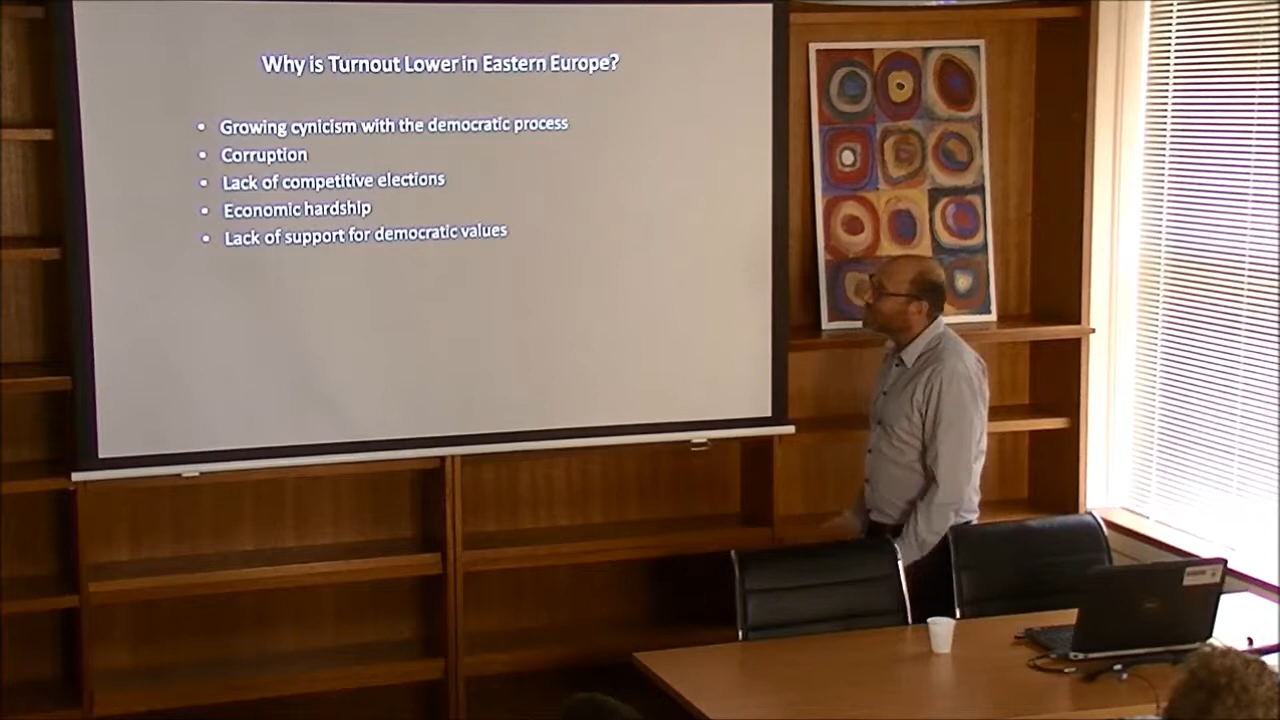 Why is Turnout Lower in Eastern Europe?
• Growing cynicism with the democratic process
• Corruption
• Lack of competitive elections
• Economic hardship
• Lack of support for democratic values